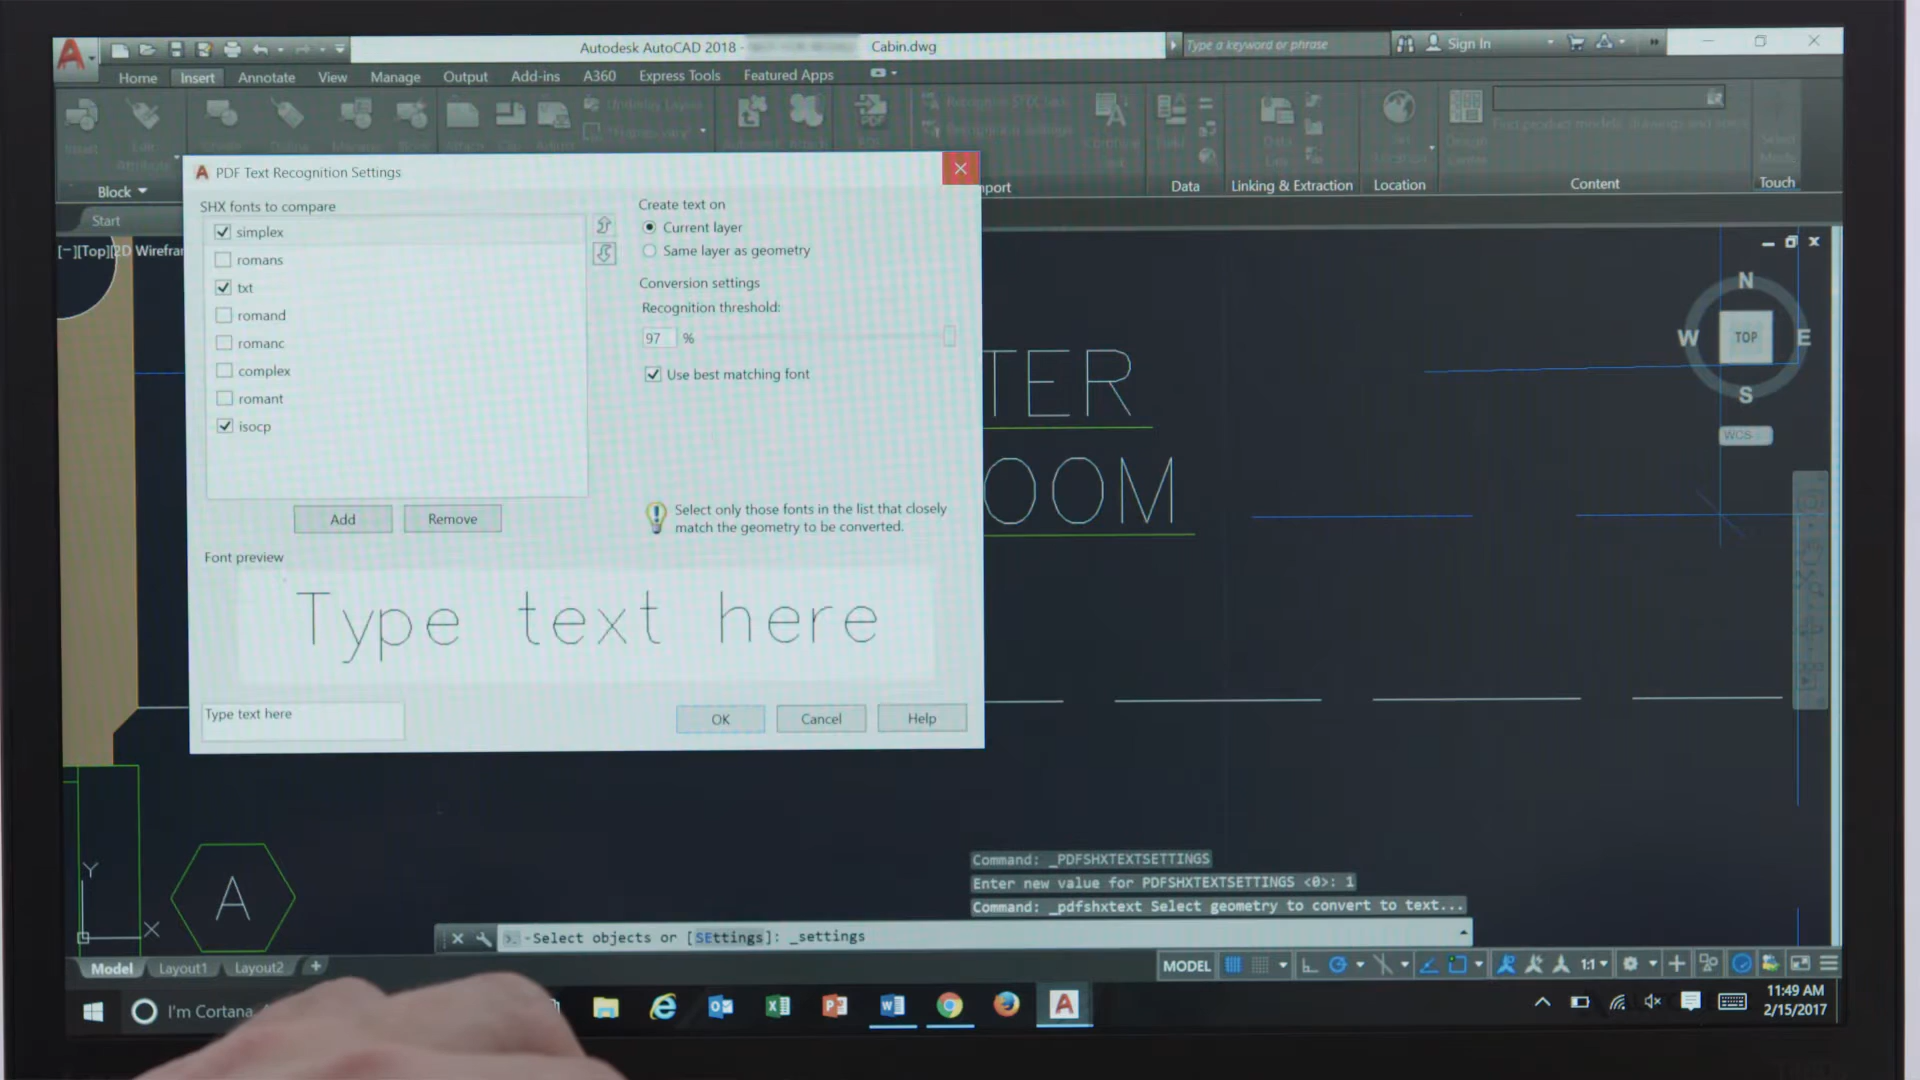 Autodesk AutoCAD 2018 - Cabin.dwg
Type a keyword or phrase
Sign In
Home Insert Annotate View Manage Output Add-ins A360 Express Tools Featured Apps
PDF
Block
Data
Linking & Extraction
Location
Content
Touch
Start
[−][Top][2D
PDF Text Recognition Settings
SHX fonts to compare
simplex
romans
txt
romand
romanc
complex
romant
isocp
Add
Remove
Create text on
Current layer
Same layer as geometry
Conversion settings
Recognition threshold:
97 %
Use best matching font
Select only those fonts in the list that closely
match the geometry to be converted.
Font preview
Type text here
Type text here
OK
Cancel
Help
TER
OOM
N
W TOP E
S
WCS
A
Y
X
Command: _PDFSHXTEXTSETTINGS
Enter new value for PDFSHXTEXTSETTINGS <0>: 1
Command: _pdfshxtext Select geometry to convert to text...
Select objects or [SEttings]: _settings
Model Layout1 Layout2 +
MODEL
1:1
I'm Cortana.
11:49 AM
2/15/2017